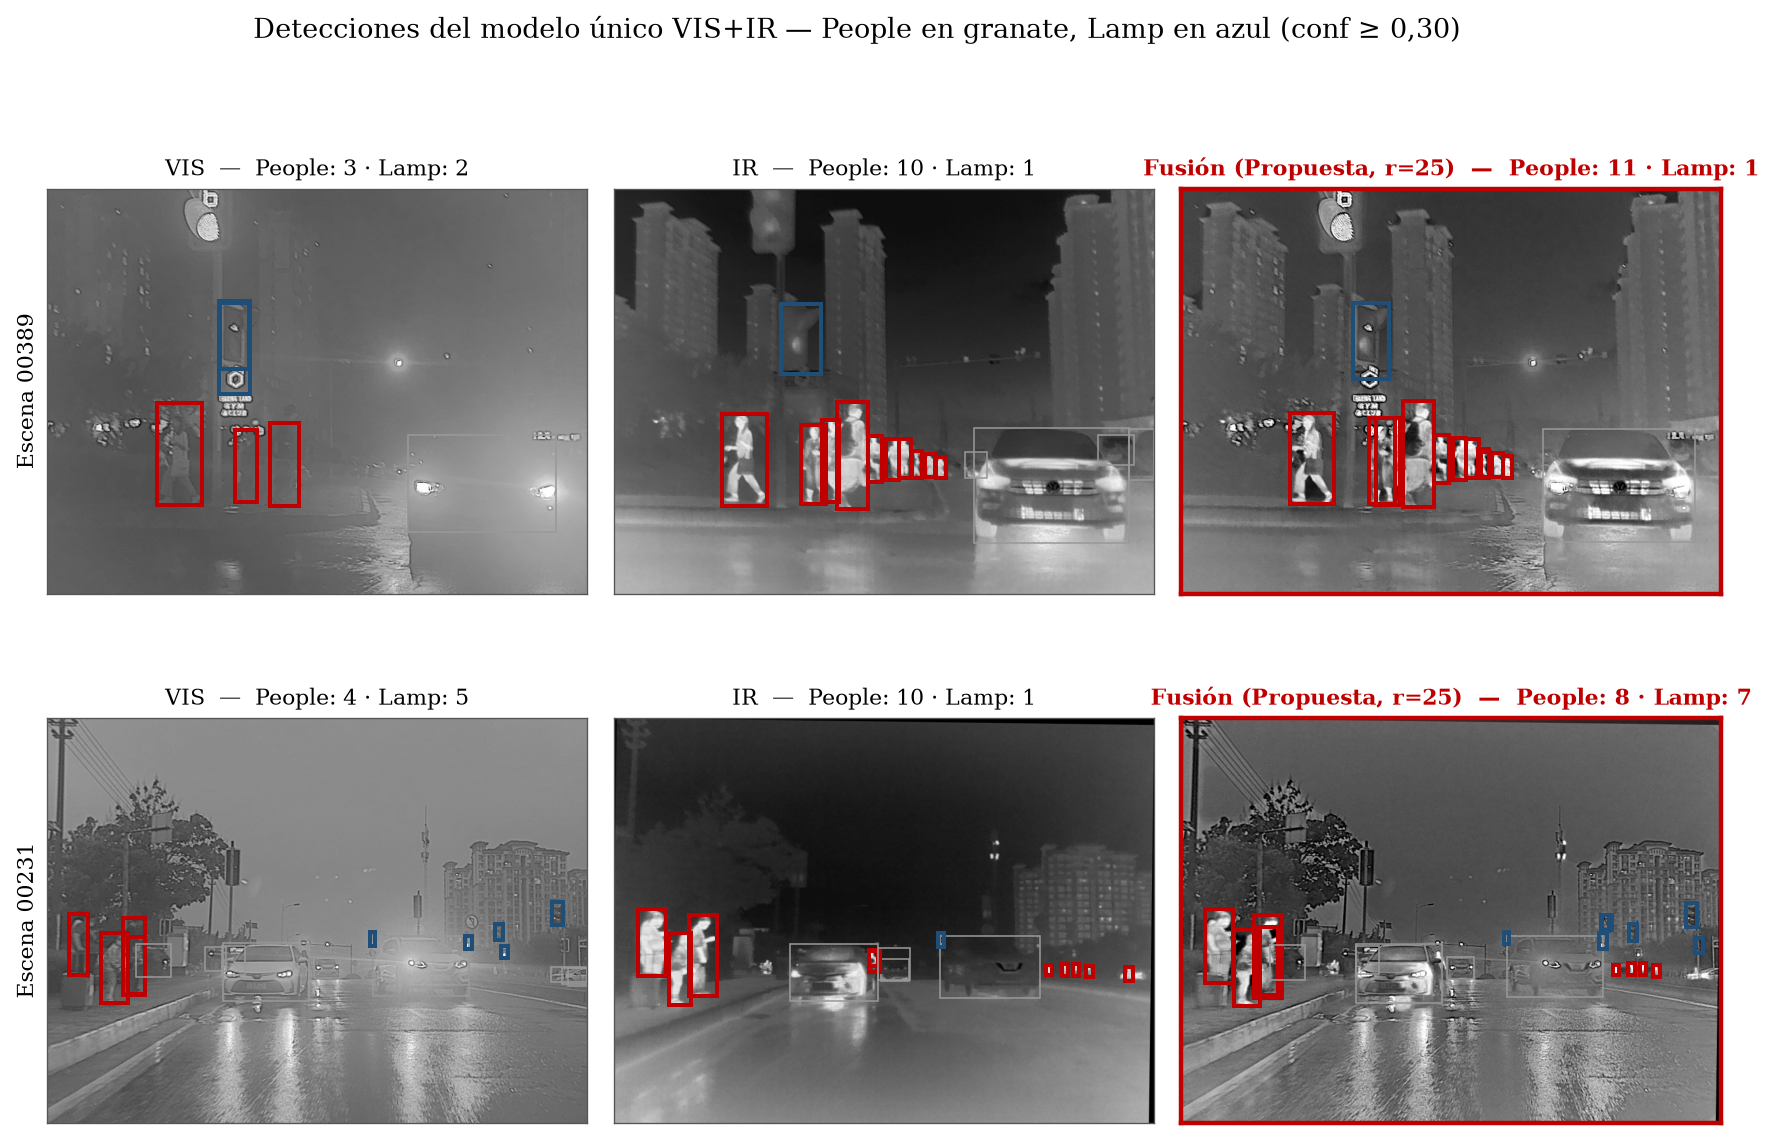 Detecciones del modelo único VIS+IR — People en granate, Lamp en azul (conf ≥ 0,30)
VIS — People: 3 · Lamp: 2
IR — People: 10 · Lamp: 1
Fusión (Propuesta, r=25) — People: 11 · Lamp: 1
Escena 00389
VIS — People: 4 · Lamp: 5
IR — People: 10 · Lamp: 1
Fusión (Propuesta, r=25) — People: 8 · Lamp: 7
Escena 00231